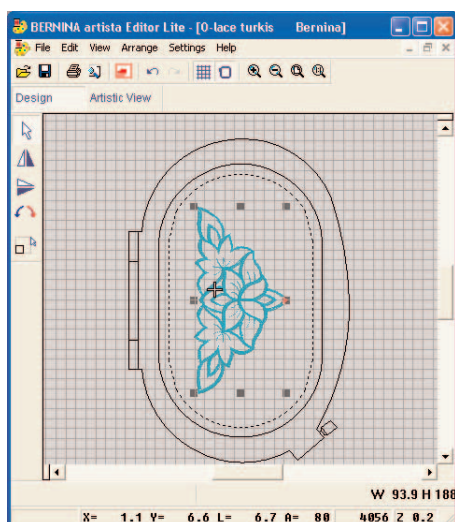 BERNINA artista Editor Lite - [0-lace turkis Bernina]
File Edit View Arrange Settings Help
Design Artistic View
W 93.9 H 188
X= 1.1 Y= 6.6 L= 6.7 A= 80 4056 Z 0.2